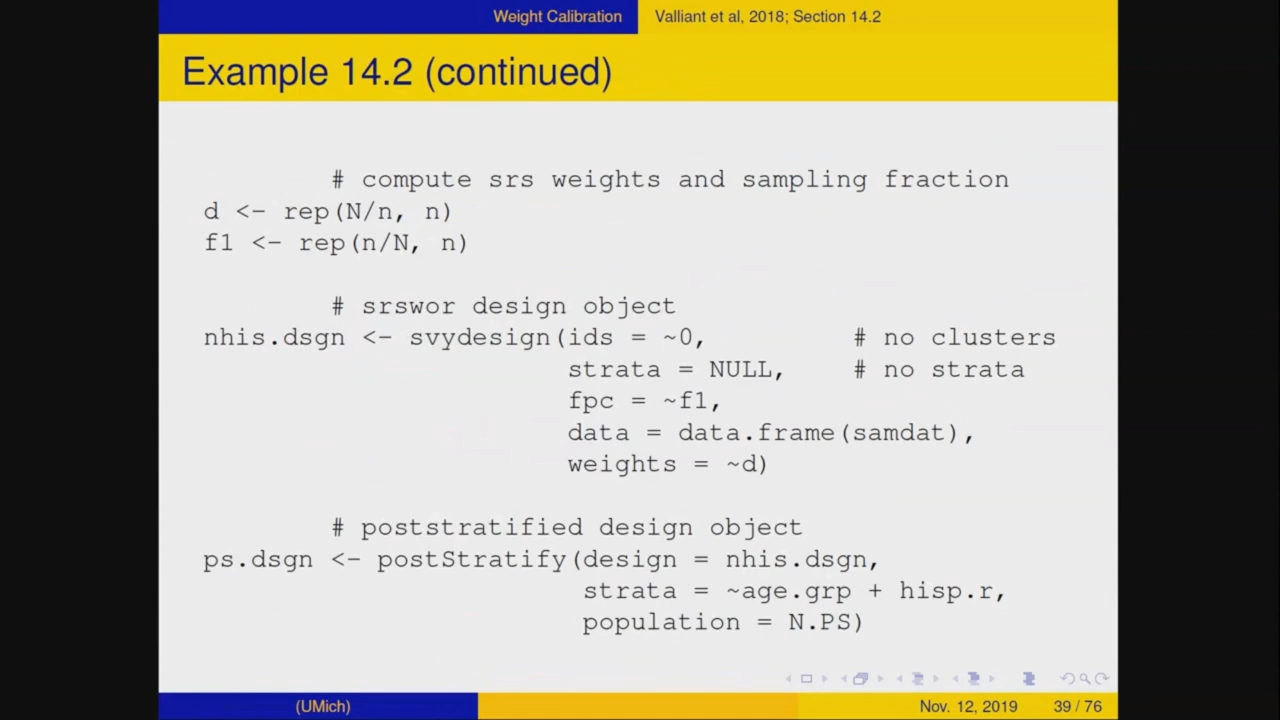 Weight Calibration Valliant et al, 2018; Section 14.2
Example 14.2 (continued)
# compute srs weights and sampling fraction
d <- rep(N/n, n)
f1 <- rep(n/N, n)
# srswor design object
nhis.dsgn <- svydesign(ids = ~0, # no clusters
strata = NULL, # no strata
fpc = ~f1,
data = data.frame(samdat),
weights = ~d)
# poststratified design object
ps.dsgn <- postStratify(design = nhis.dsgn,
strata = ~age.grp + hisp.r,
population = N.PS)
(UMich) Nov. 12, 2019 39 / 76